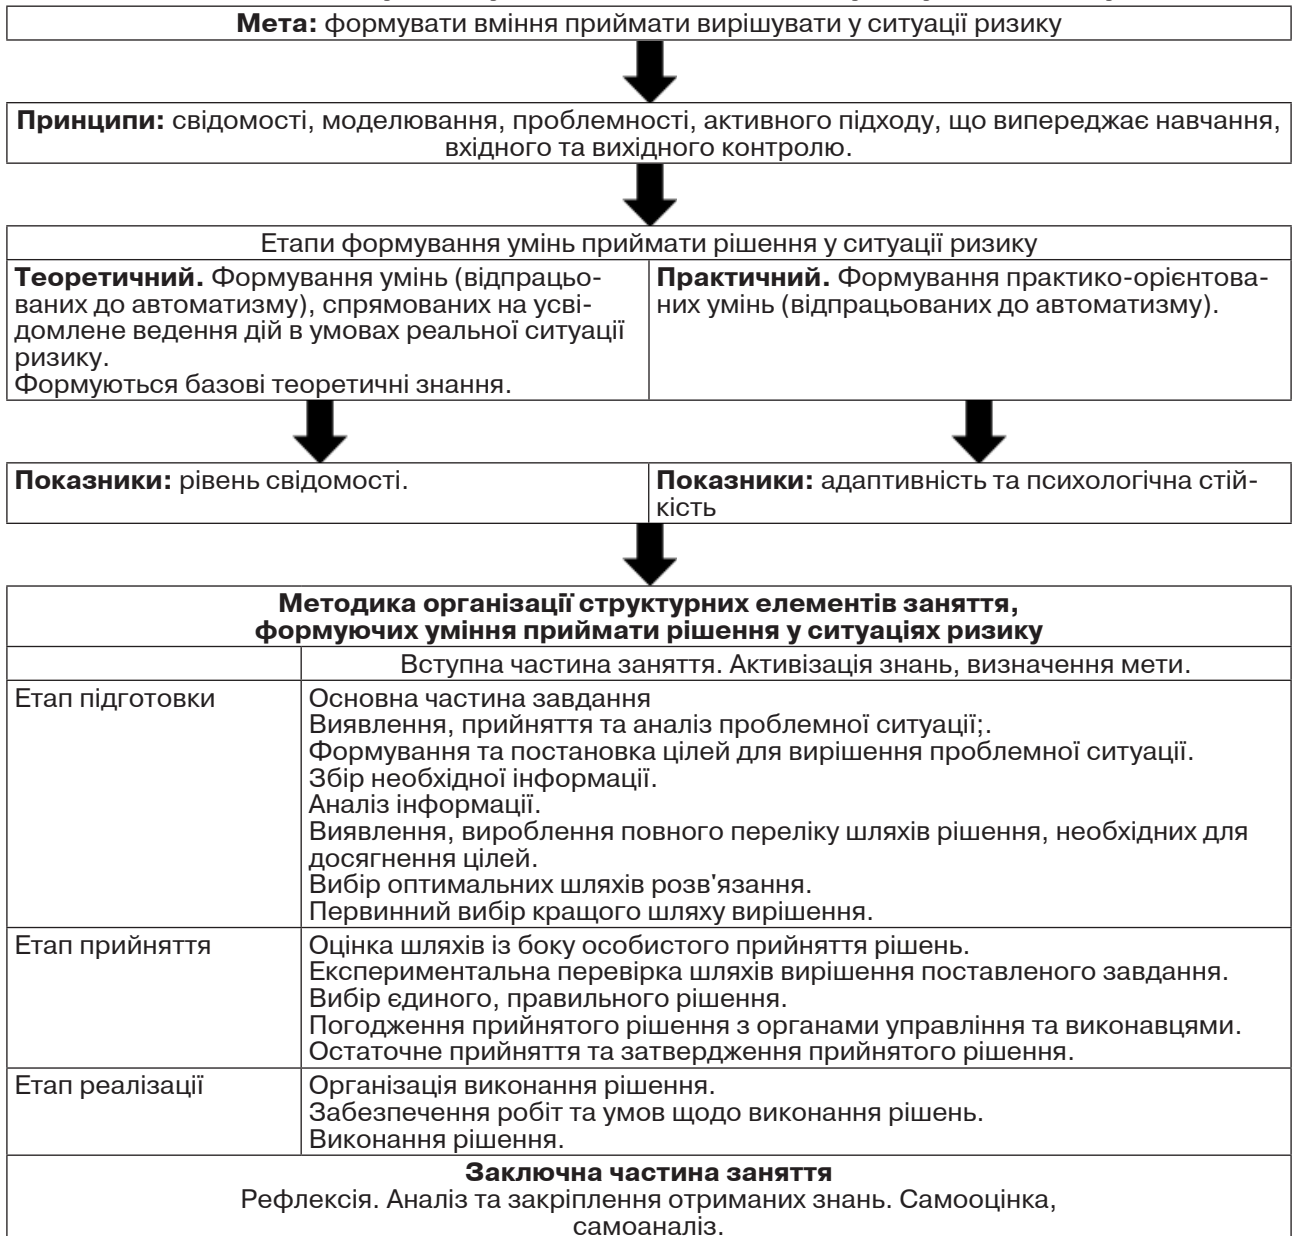 Мета: формувати вміння приймати вирішувати у ситуації ризику
Принципи: свідомості, моделювання, проблемності, активного підходу, що випереджає навчання,
вхідного та вихідного контролю.
Етапи формування умінь приймати рішення у ситуації ризику
Теоретичний. Формування умінь (відпрацьо-
ваних до автоматизму), спрямованих на усві-
домлене ведення дій в умовах реальної ситуації
ризику.
Формуються базові теоретичні знання.
Практичний. Формування практико-орієнтова-
них умінь (відпрацьованих до автоматизму).
Показники: рівень свідомості.
Показники: адаптивність та психологічна стій-
кість
Методика організації структурних елементів заняття,
формуючих уміння приймати рішення у ситуаціях ризику
Вступна частина заняття. Активізація знань, визначення мети.
Етап підготовки
Основна частина завдання
Виявлення, прийняття та аналіз проблемної ситуації;.
Формування та постановка цілей для вирішення проблемної ситуації.
Збір необхідної інформації.
Аналіз інформації.
Виявлення, вироблення повного переліку шляхів рішення, необхідних для
досягнення цілей.
Вибір оптимальних шляхів розв'язання.
Первинний вибір кращого шляху вирішення.
Етап прийняття
Оцінка шляхів із боку особистого прийняття рішень.
Експериментальна перевірка шляхів вирішення поставленого завдання.
Вибір єдиного, правильного рішення.
Погодження прийнятого рішення з органами управління та виконавцями.
Остаточне прийняття та затвердження прийнятого рішення.
Етап реалізації
Організація виконання рішення.
Забезпечення робіт та умов щодо виконання рішень.
Виконання рішення.
Заключна частина заняття
Рефлексія. Аналіз та закріплення отриманих знань. Самооцінка,
самоаналіз.